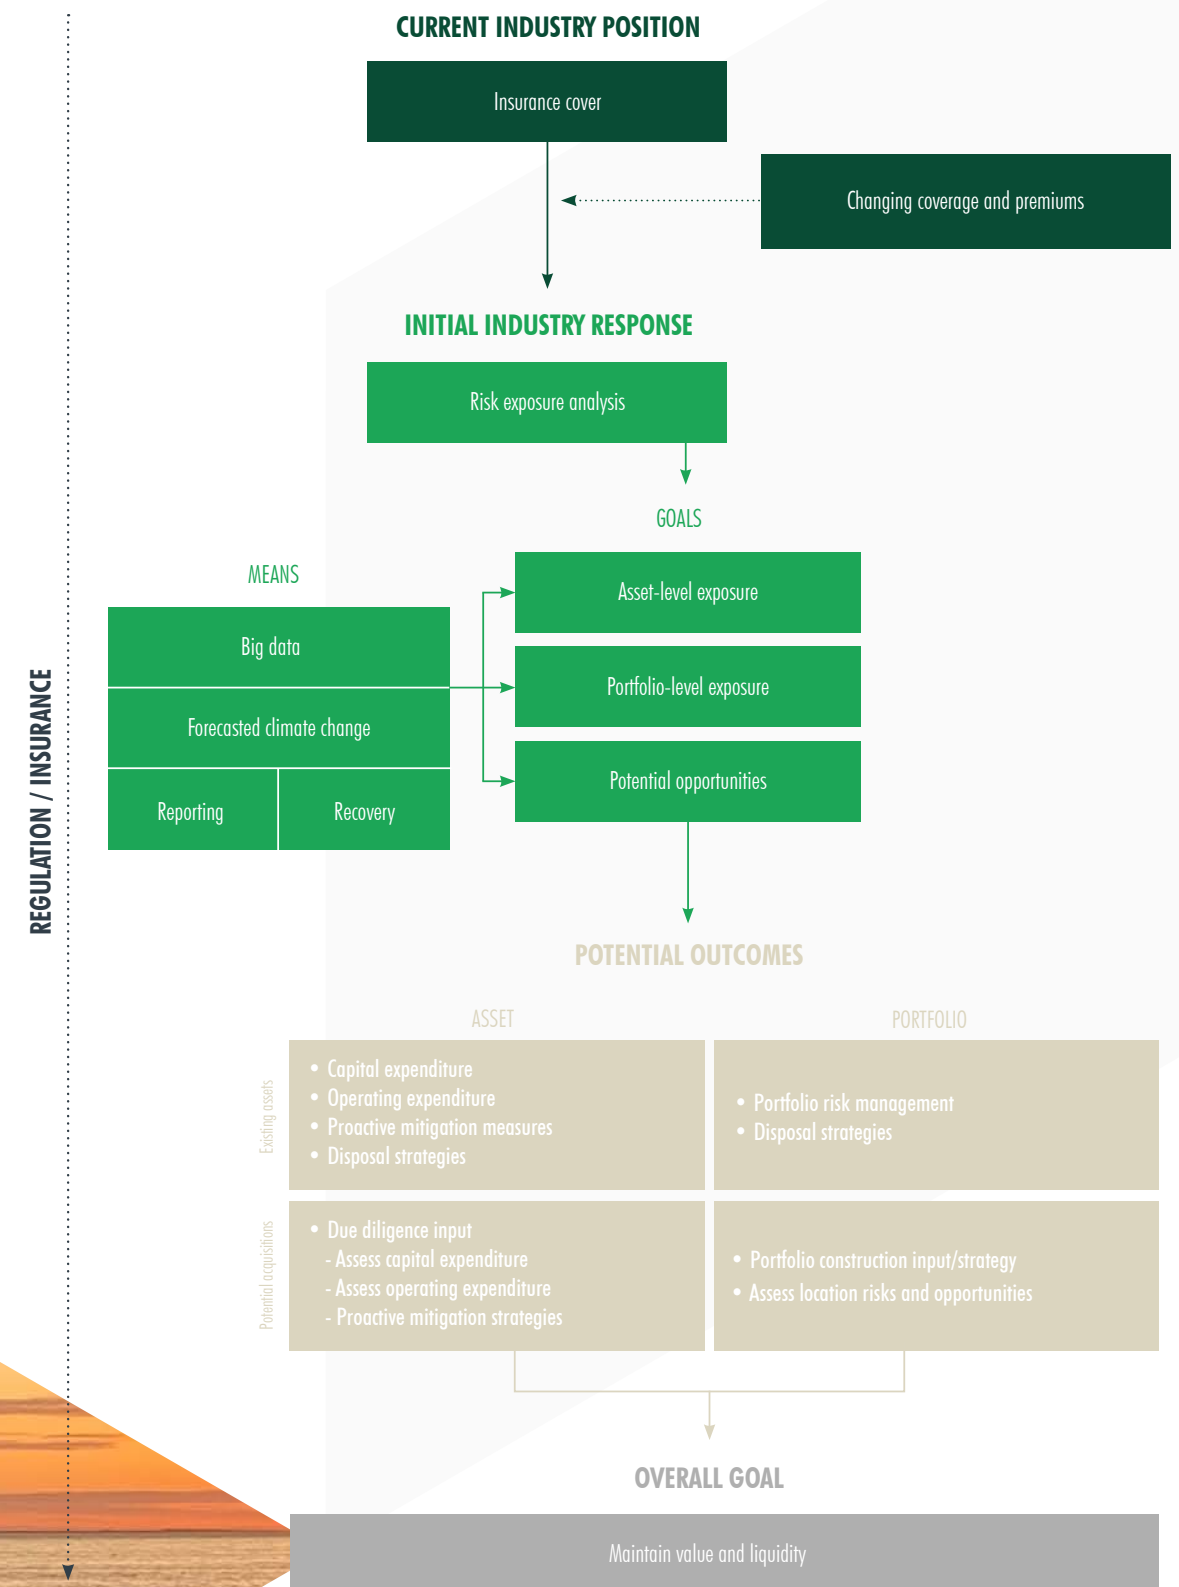 CURRENT INDUSTRY POSITION
Insurance cover
Changing coverage and premiums
INITIAL INDUSTRY RESPONSE
Risk exposure analysis
GOALS
Asset-level exposure
Portfolio-level exposure
Potential opportunities
MEANS
Big data
Forecasted climate change
Reporting
Recovery
REGULATION / INSURANCE
POTENTIAL OUTCOMES
ASSET
PORTFOLIO
Existing assets
• Capital expenditure
• Operating expenditure
• Proactive mitigation measures
• Disposal strategies
• Portfolio risk management
• Disposal strategies
Potential acquisitions
• Due diligence input
- Assess capital expenditure
- Assess operating expenditure
- Proactive mitigation strategies
• Portfolio construction input/strategy
• Assess location risks and opportunities
OVERALL GOAL
Maintain value and liquidity